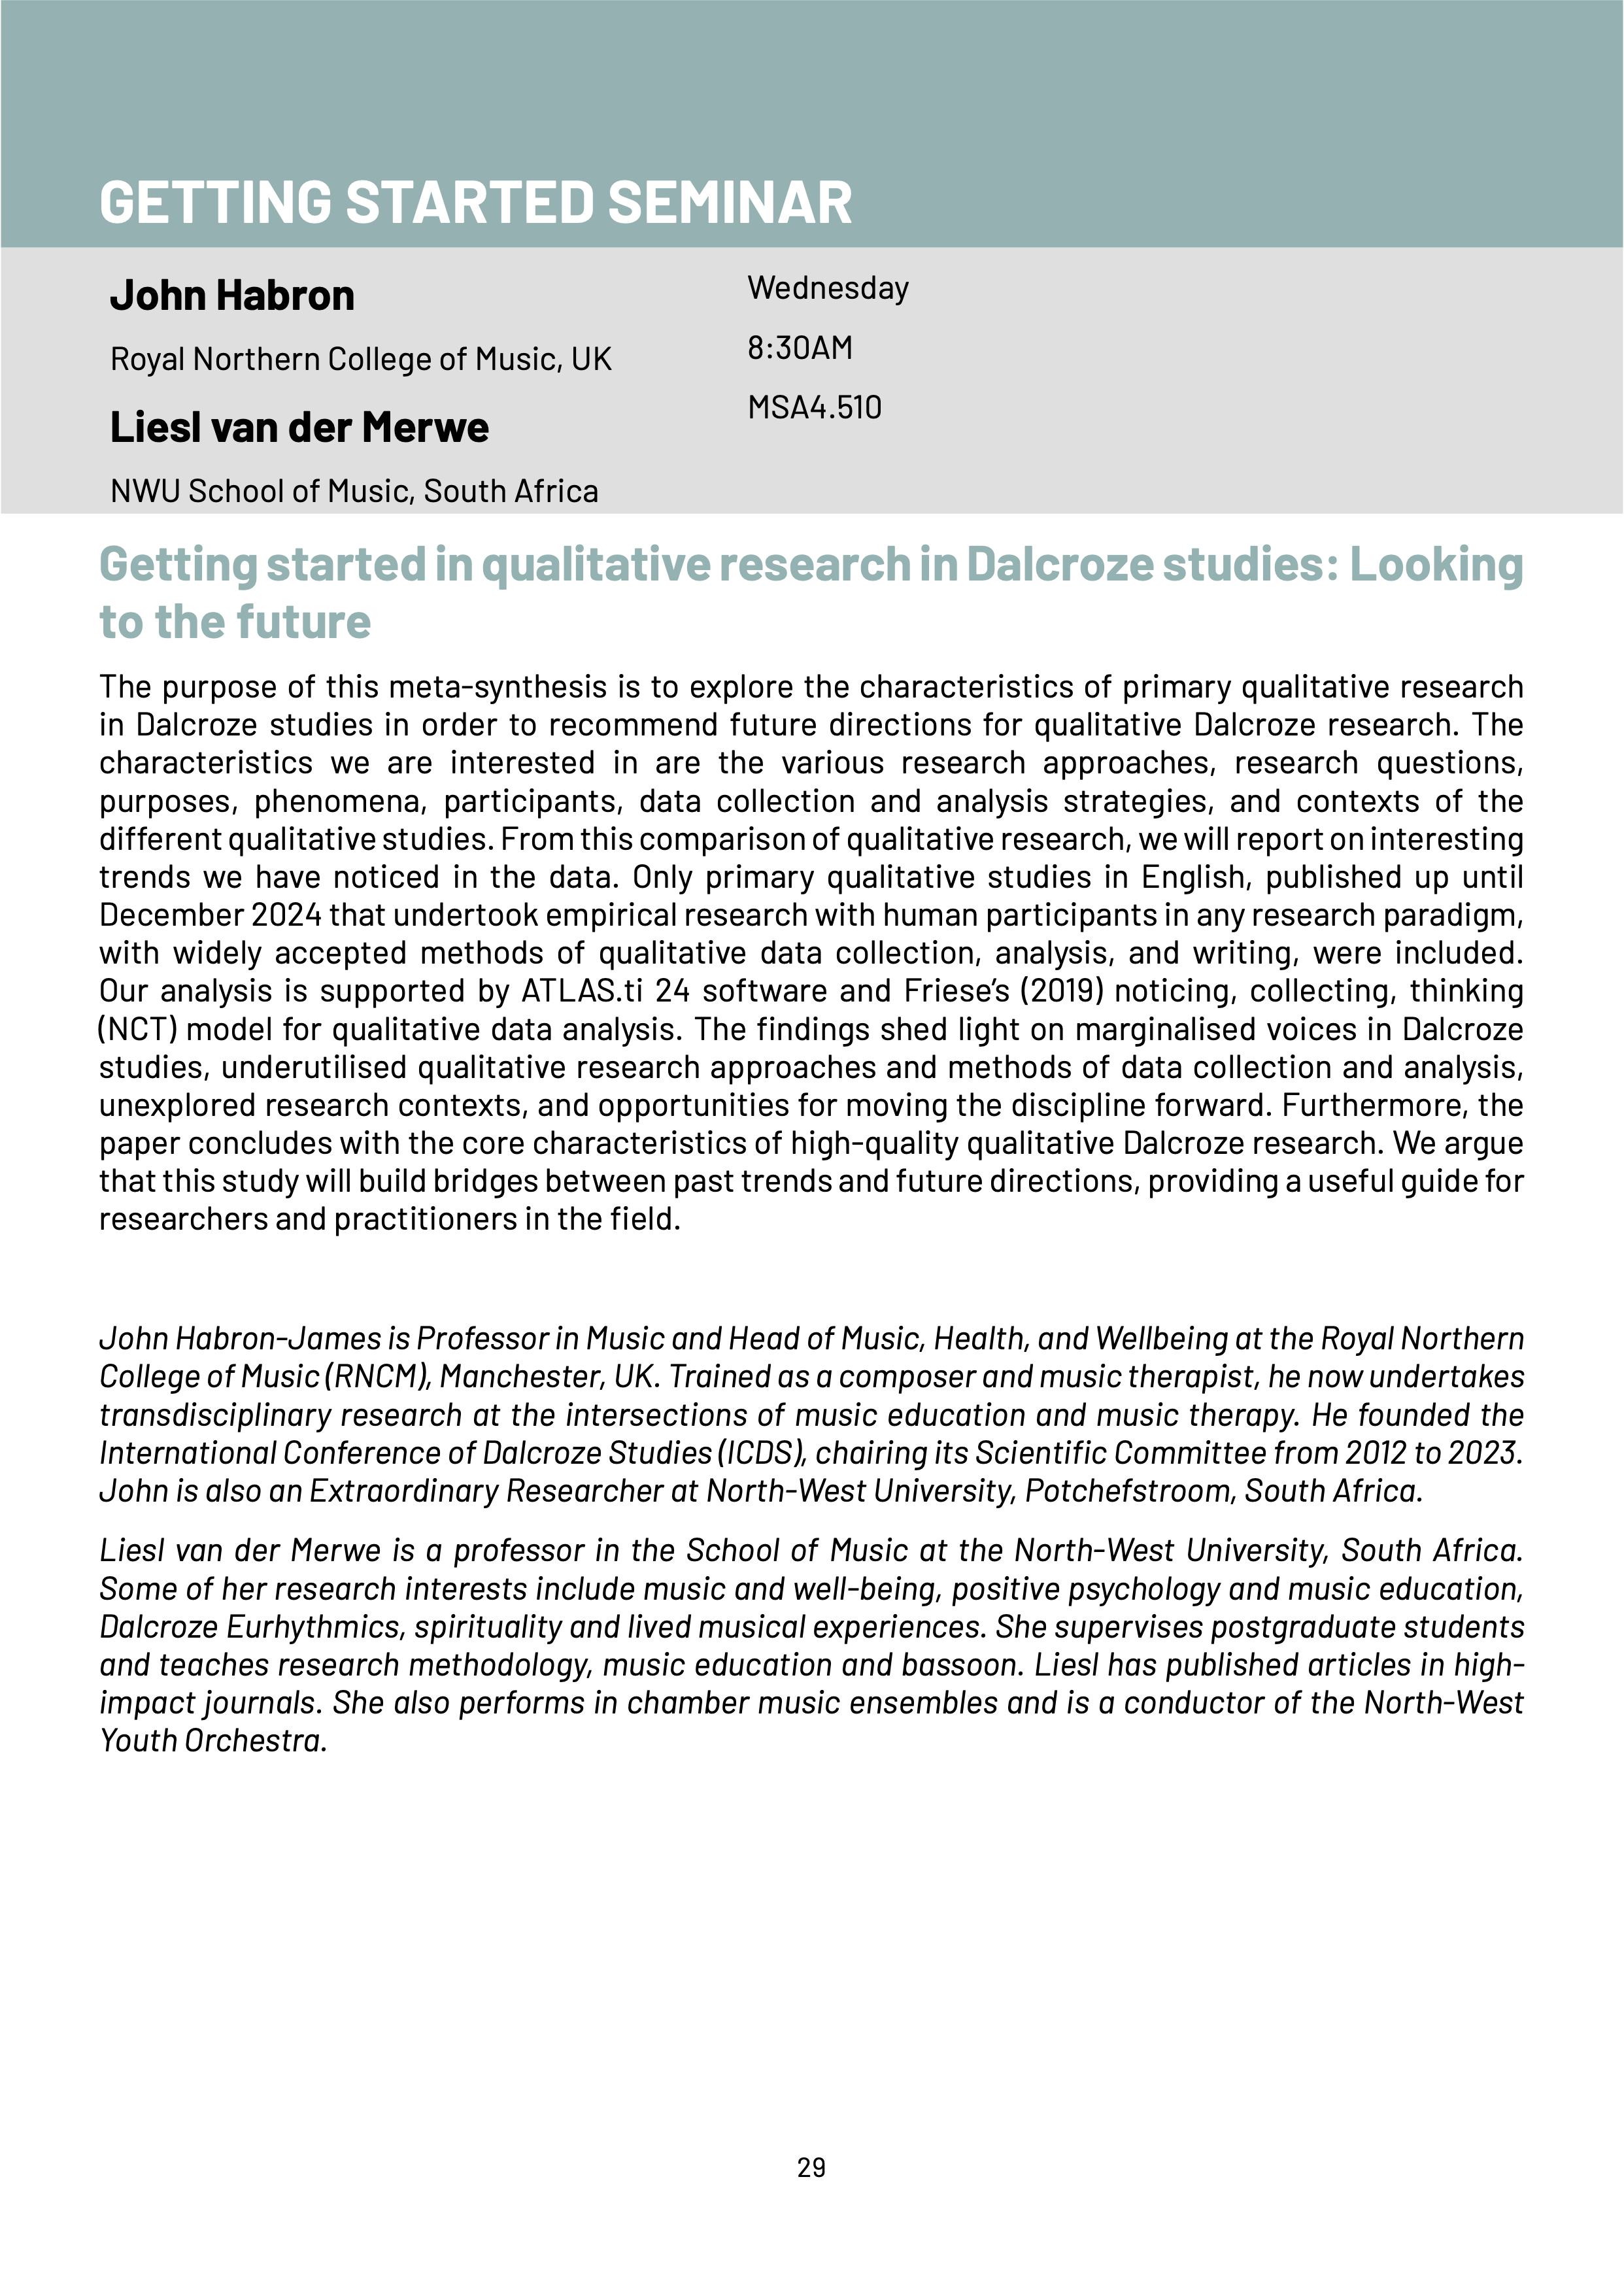 GETTING STARTED SEMINAR
John Habron
Royal Northern College of Music, UK
Liesl van der Merwe
NWU School of Music, South Africa
Wednesday
8:30AM
MSA4.510
Getting started in qualitative research in Dalcroze studies: Looking
to the future
The purpose of this meta-synthesis is to explore the characteristics of primary qualitative research
in Dalcroze studies in order to recommend future directions for qualitative Dalcroze research. The
characteristics we are interested in are the various research approaches, research questions,
purposes, phenomena, participants, data collection and analysis strategies, and contexts of the
different qualitative studies. From this comparison of qualitative research, we will report on interesting
trends we have noticed in the data. Only primary qualitative studies in English, published up until
December 2024 that undertook empirical research with human participants in any research paradigm,
with widely accepted methods of qualitative data collection, analysis, and writing, were included.
Our analysis is supported by ATLAS.ti 24 software and Friese’s (2019) noticing, collecting, thinking
(NCT) model for qualitative data analysis. The findings shed light on marginalised voices in Dalcroze
studies, underutilised qualitative research approaches and methods of data collection and analysis,
unexplored research contexts, and opportunities for moving the discipline forward. Furthermore, the
paper concludes with the core characteristics of high-quality qualitative Dalcroze research. We argue
that this study will build bridges between past trends and future directions, providing a useful guide for
researchers and practitioners in the field.
John Habron-James is Professor in Music and Head of Music, Health, and Wellbeing at the Royal Northern
College of Music (RNCM), Manchester, UK. Trained as a composer and music therapist, he now undertakes
transdisciplinary research at the intersections of music education and music therapy. He founded the
International Conference of Dalcroze Studies (ICDS), chairing its Scientific Committee from 2012 to 2023.
John is also an Extraordinary Researcher at North-West University, Potchefstroom, South Africa.
Liesl van der Merwe is a professor in the School of Music at the North-West University, South Africa.
Some of her research interests include music and well-being, positive psychology and music education,
Dalcroze Eurhythmics, spirituality and lived musical experiences. She supervises postgraduate students
and teaches research methodology, music education and bassoon. Liesl has published articles in high-
impact journals. She also performs in chamber music ensembles and is a conductor of the North-West
Youth Orchestra.
29